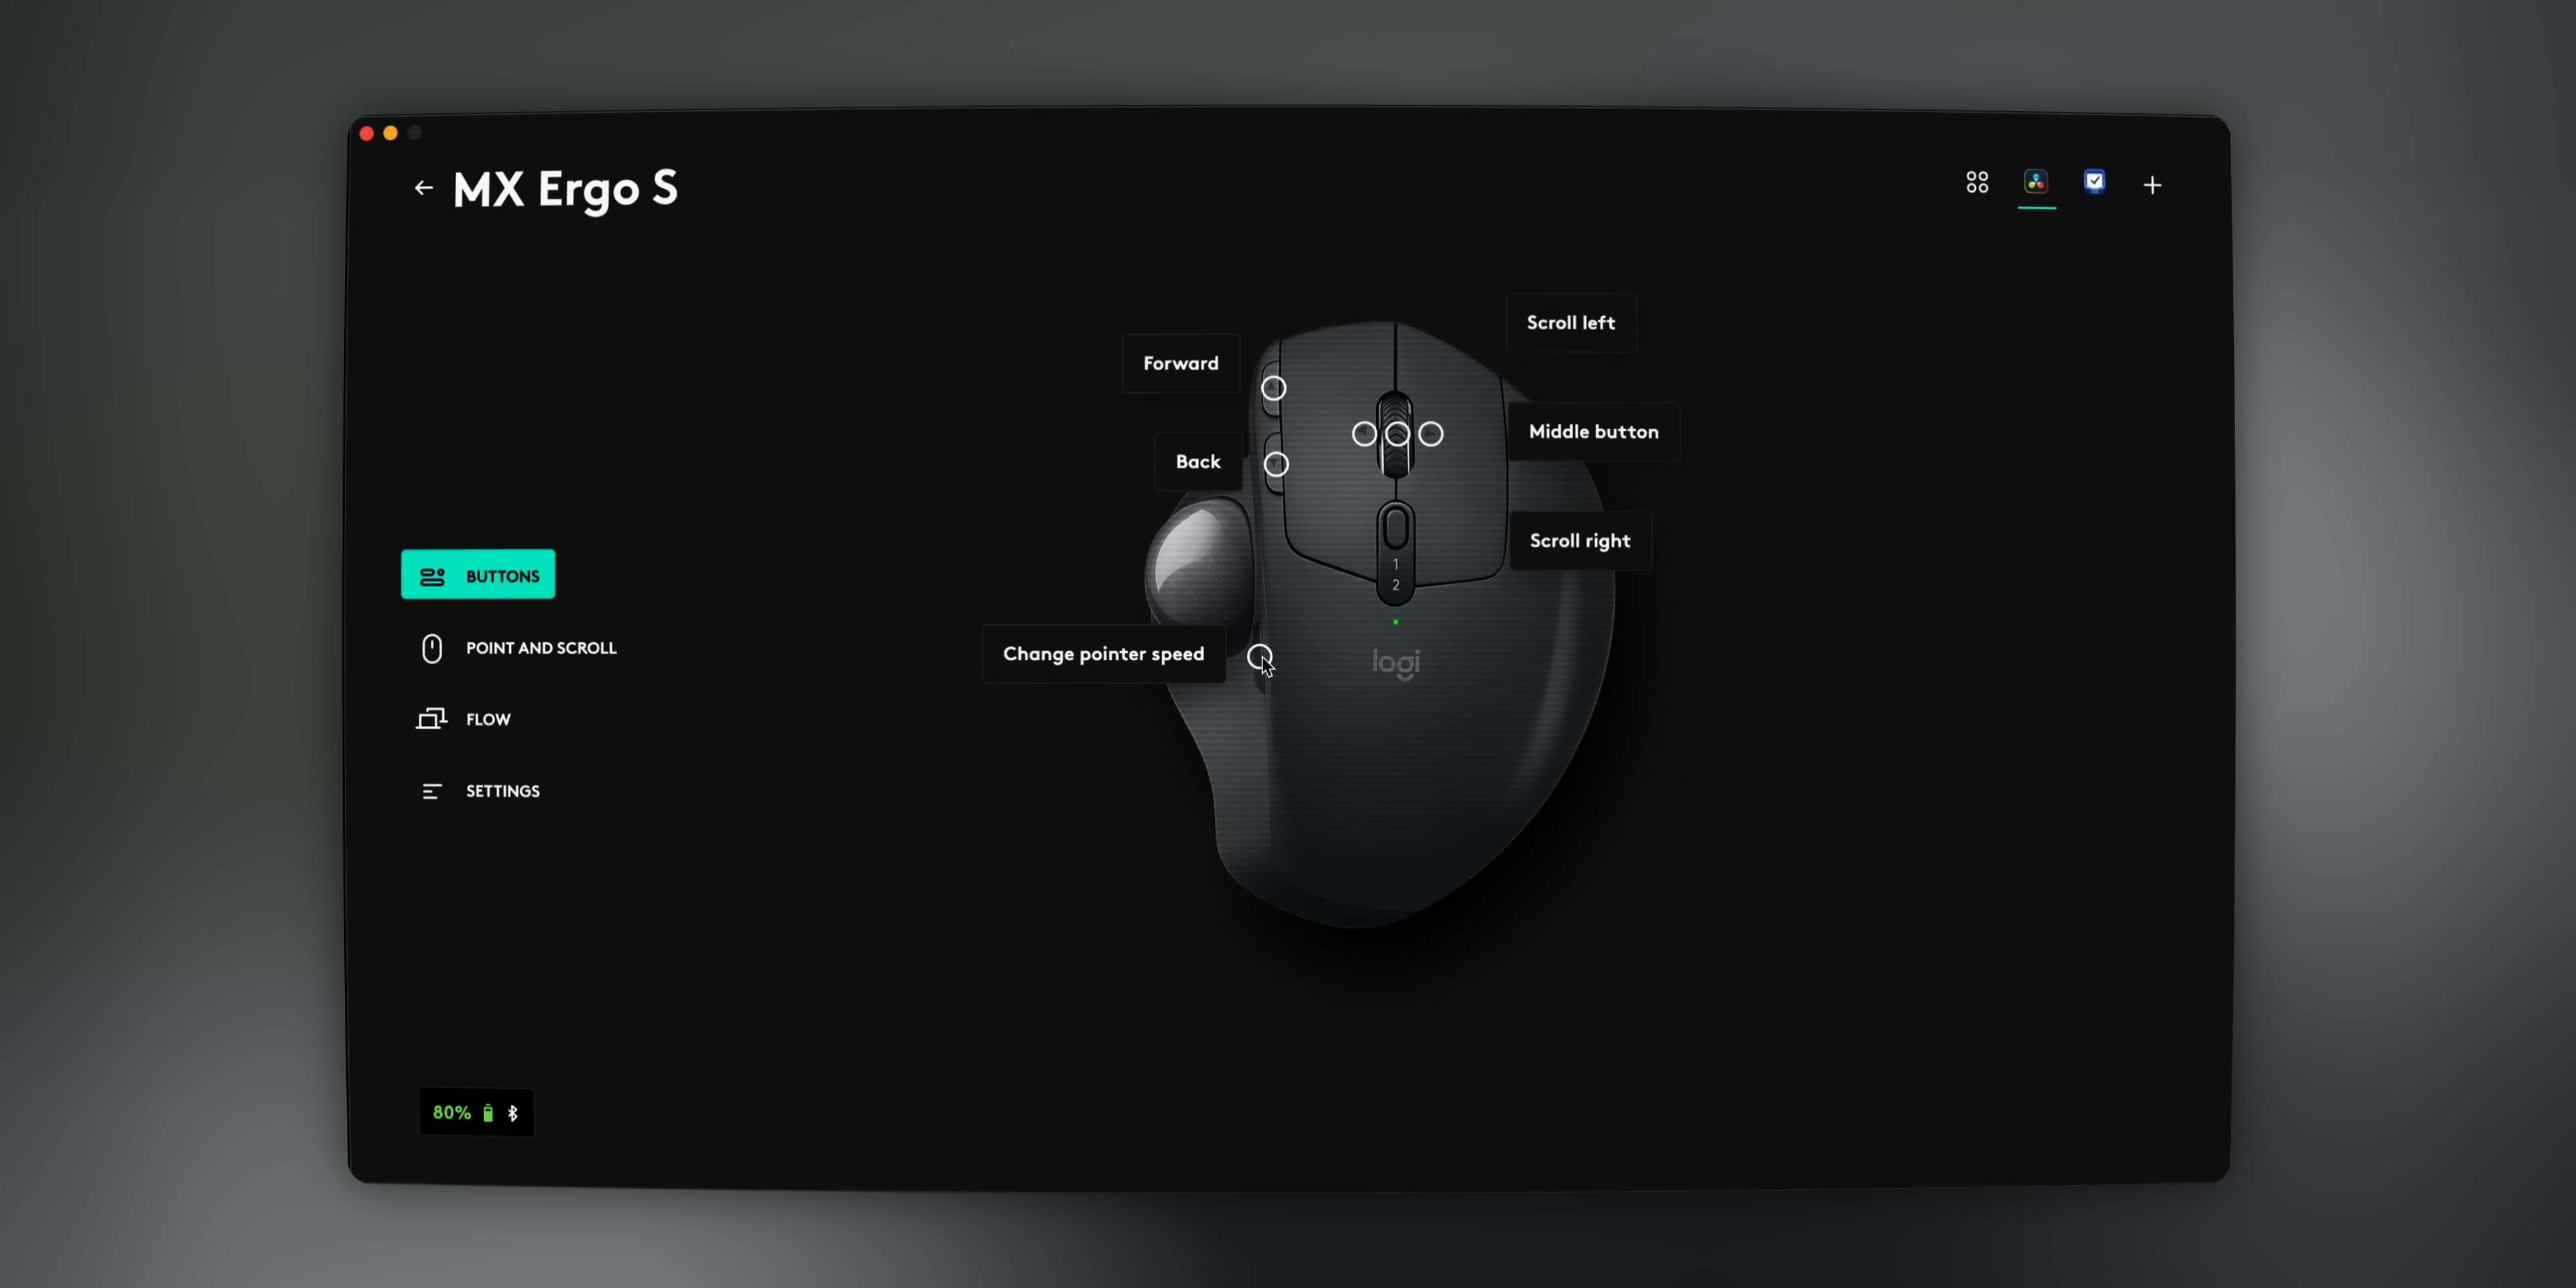 MX Ergo S
Scroll left
Forward
Middle button
Back
Scroll right
1
2
BUTTONS
POINT AND SCROLL
Change pointer speed
logi
FLOW
SETTINGS
80%